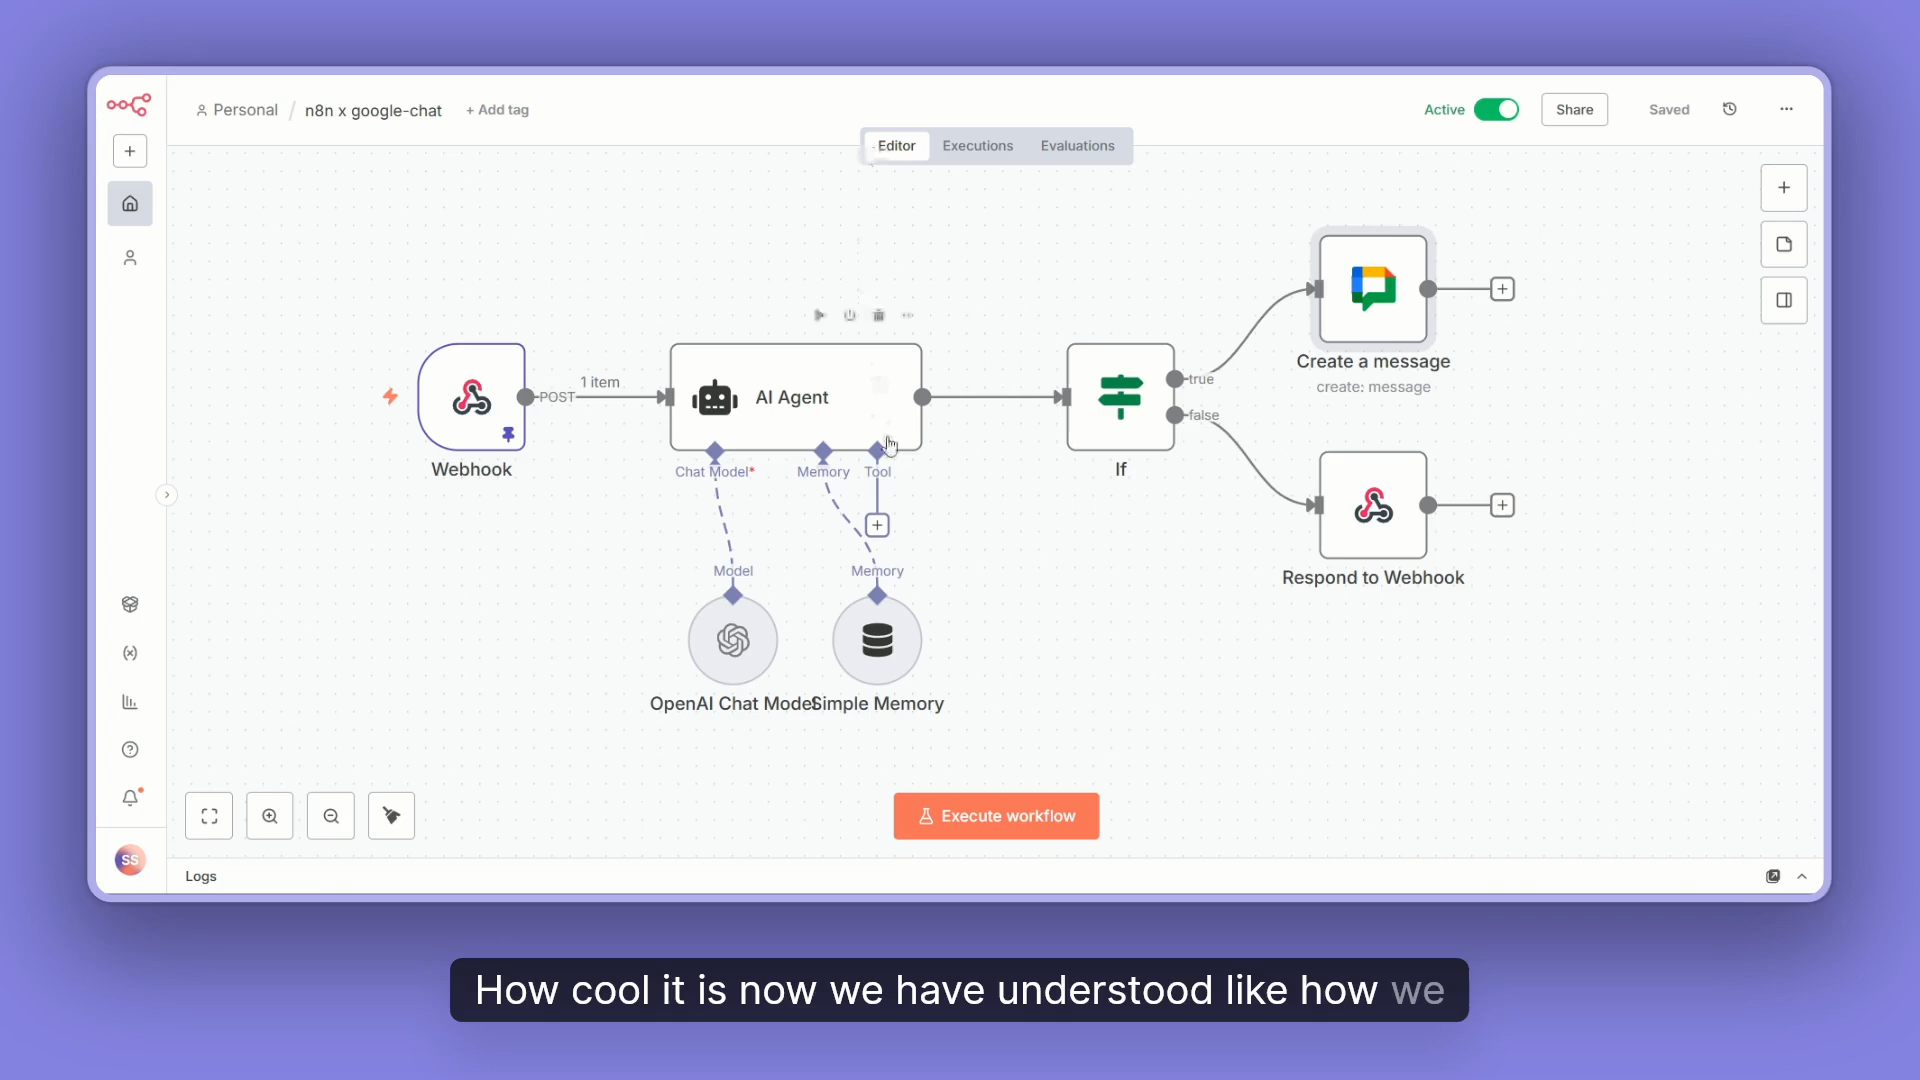 Personal / n8n x google-chat + Add tag
Active
Share
Saved
Editor
Executions
Evaluations
1 item
POST
AI Agent
true
false
Create a message
create: message
Webhook
Chat Model*
Memory
Tool
If
Model
Memory
Respond to Webhook
OpenAI Chat Model
Simple Memory
Execute workflow
SS
Logs
How cool it is now we have understood like how we